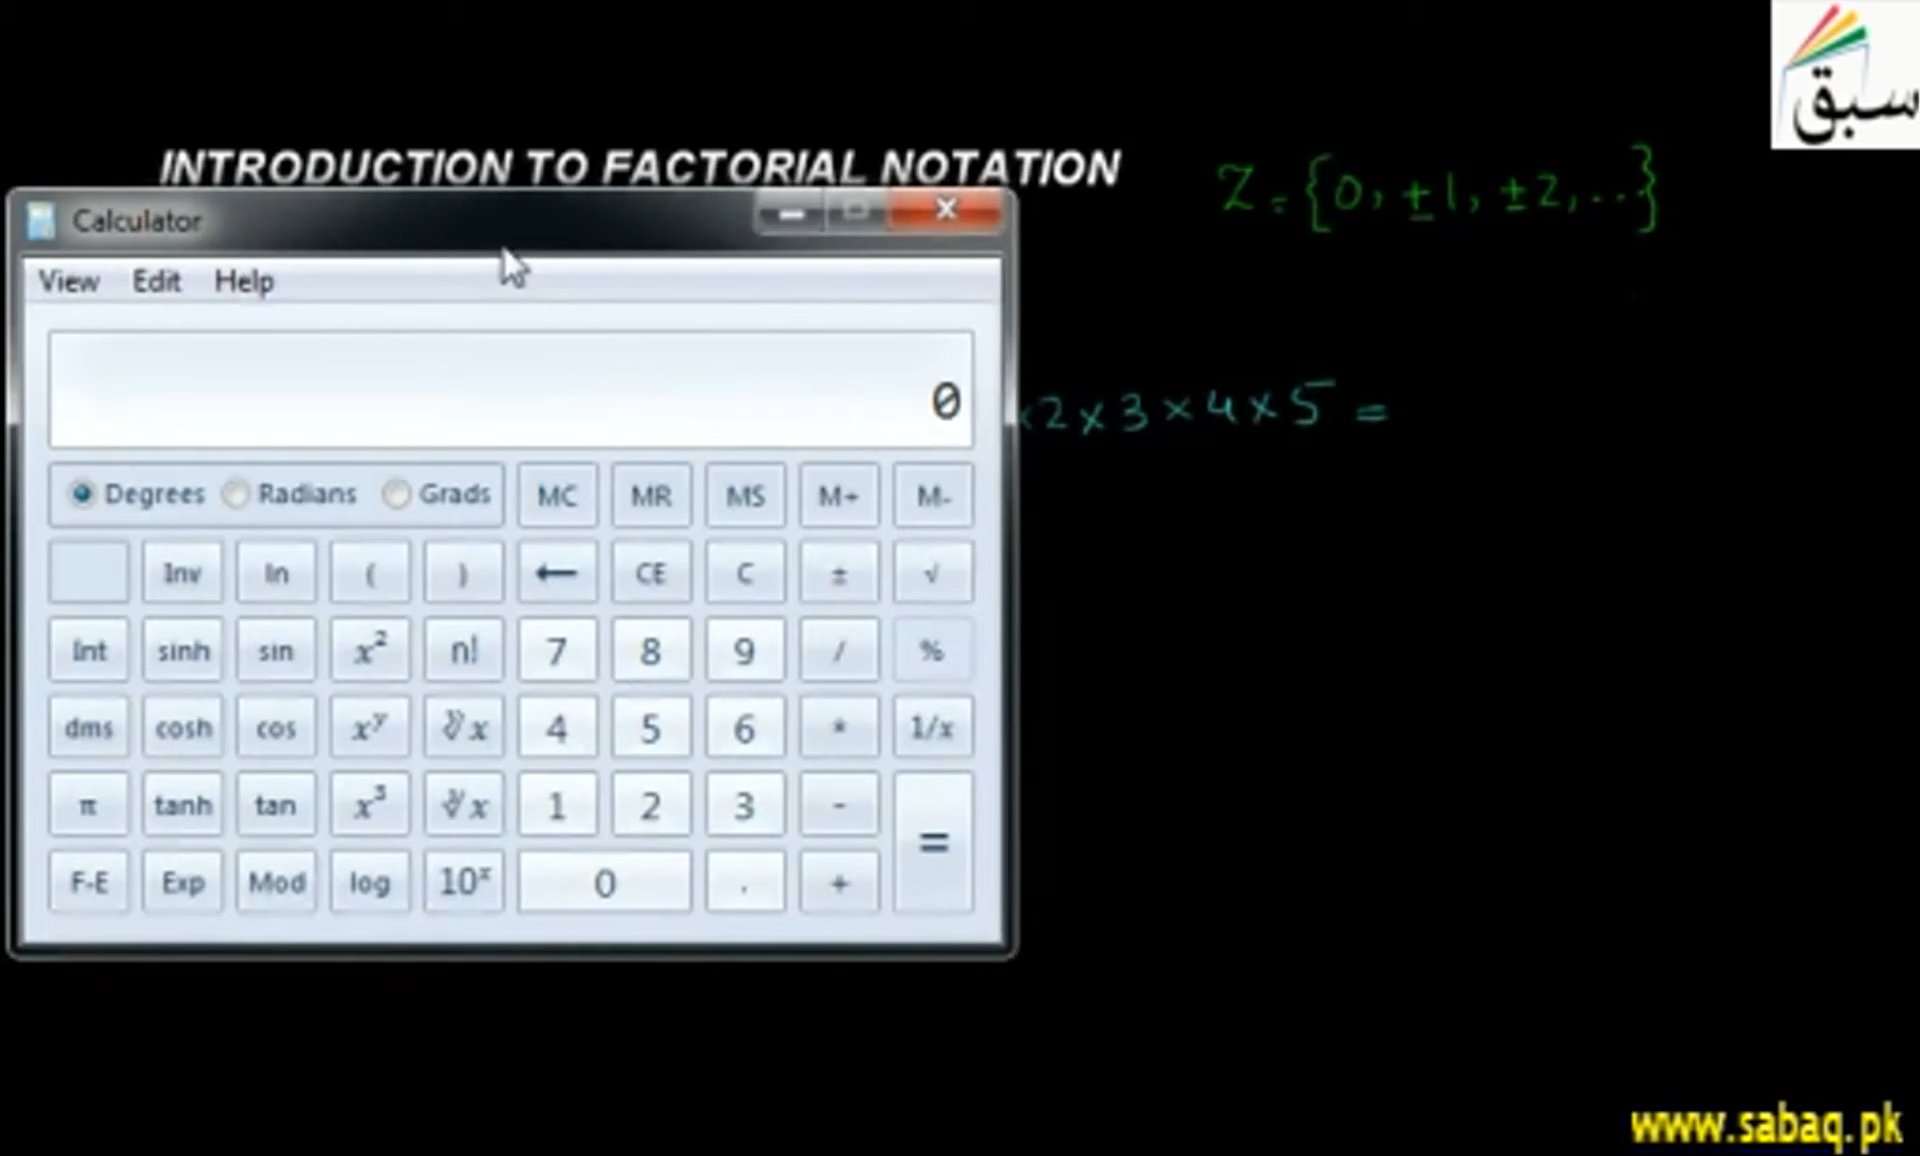 سبق
INTRODUCTION TO FACTORIAL NOTATION
Z = {0, ±1, ±2, ...}
Calculator
View Edit Help
0
×2×3×4×5 =
Degrees Radians Grads MC MR MS M+ M-
Inv ln ( ) ← CE C ± √
Int sinh sin x² n! 7 8 9 / %
dms cosh cos xʸ ʸ√x 4 5 6 * 1/x
π tanh tan x³ ³√x 1 2 3 - =
F-E Exp Mod log 10ˣ 0 . +
www.sabaq.pk